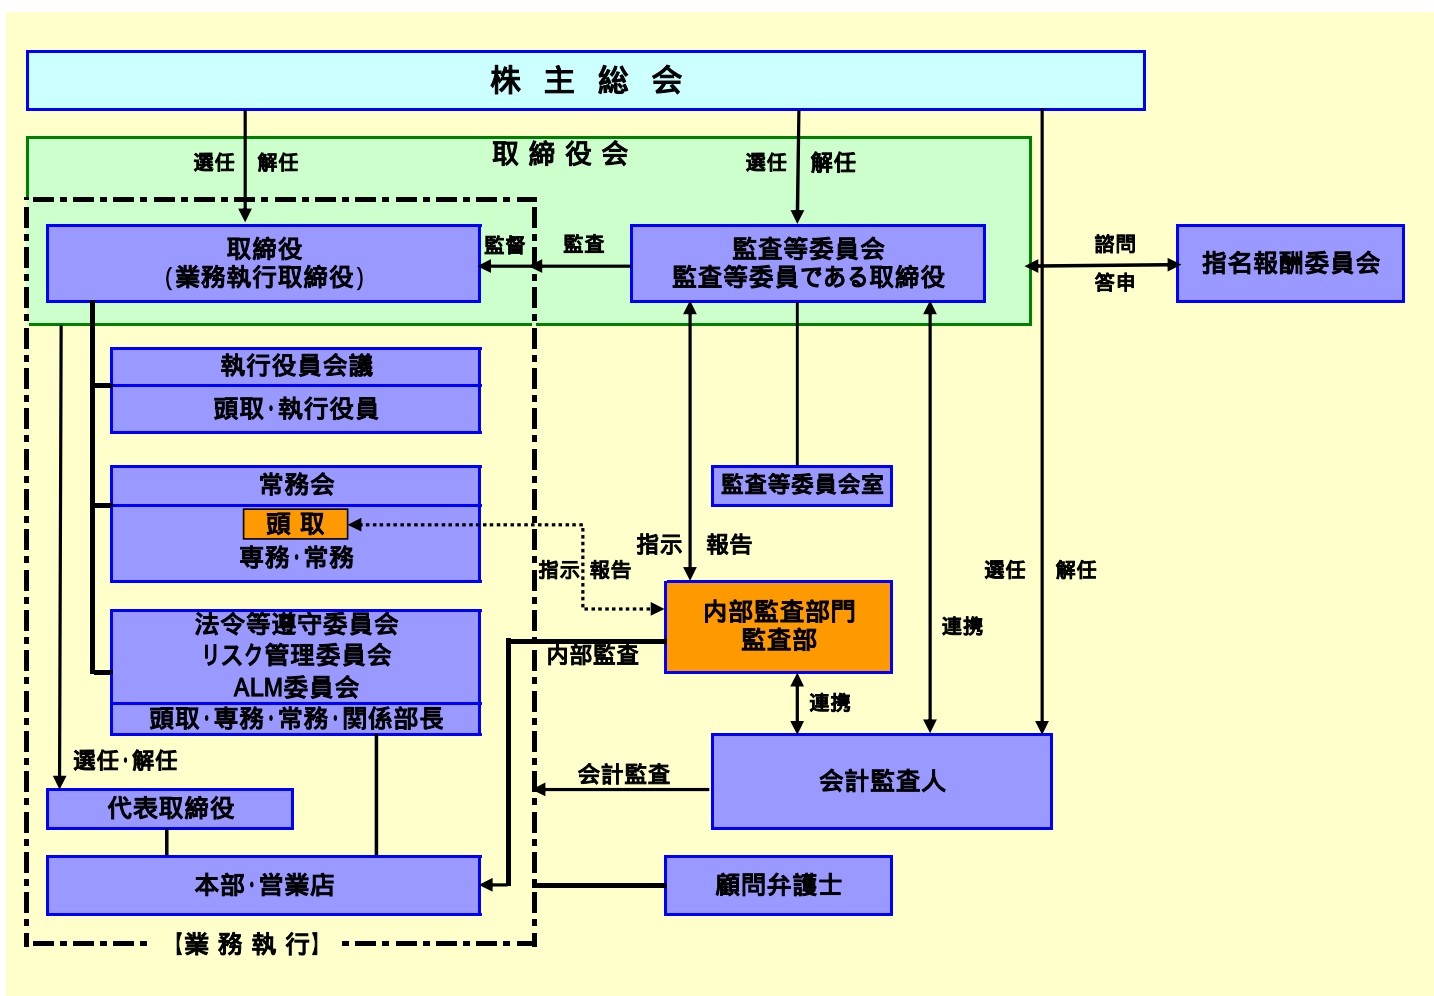 株主総会
取締役会
選任 解任
選任 解任
取締役
(業務執行取締役)
監督
監査
監査等委員会
監査等委員である取締役
諮問
答申
指名報酬委員会
執行役員会議
頭取・執行役員
常務会
頭取
専務・常務
監査等委員会室
指示 報告
指示 報告
選任 解任
内部監査部門
監査部
連携
内部監査
法令等遵守委員会
リスク管理委員会
ALM委員会
頭取・専務・常務・関係部長
連携
選任・解任
会計監査
会計監査人
代表取締役
本部・営業店
顧問弁護士
【業務執行】